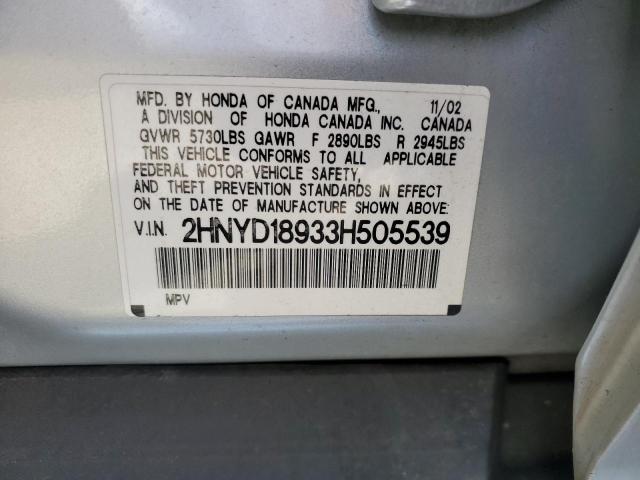 MFD. BY HONDA OF CANADA MFG., 11/02
A DIVISION OF HONDA CANADA INC. CANADA
GVWR 5730LBS GAWR F 2890LBS R 2945LBS
THIS VEHICLE CONFORMS TO ALL APPLICABLE
FEDERAL MOTOR VEHICLE SAFETY,
AND THEFT PREVENTION STANDARDS IN EFFECT
ON THE DATE OF MANUFACTURE SHOWN ABOVE.
V.I.N. 2HNYD18933H505539
MPV